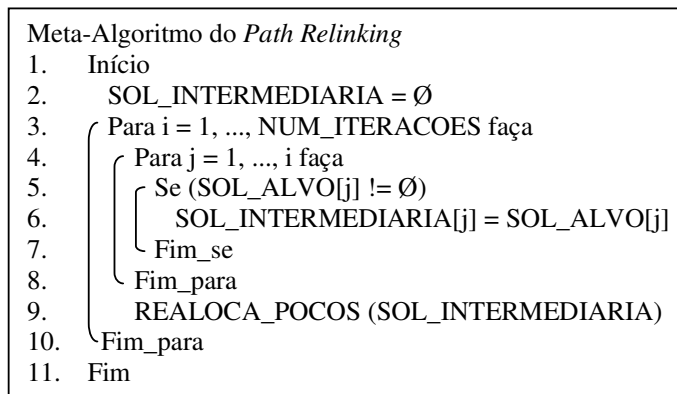 Meta-Algoritmo do Path Relinking
1. Início
2. SOL_INTERMEDIARIA = Ø
3. Para i = 1, ..., NUM_ITERACOES faça
4. Para j = 1, ..., i faça
5. Se (SOL_ALVO[j] != Ø)
6. SOL_INTERMEDIARIA[j] = SOL_ALVO[j]
7. Fim_se
8. Fim_para
9. REALOCA_POCOS (SOL_INTERMEDIARIA)
10. Fim_para
11. Fim